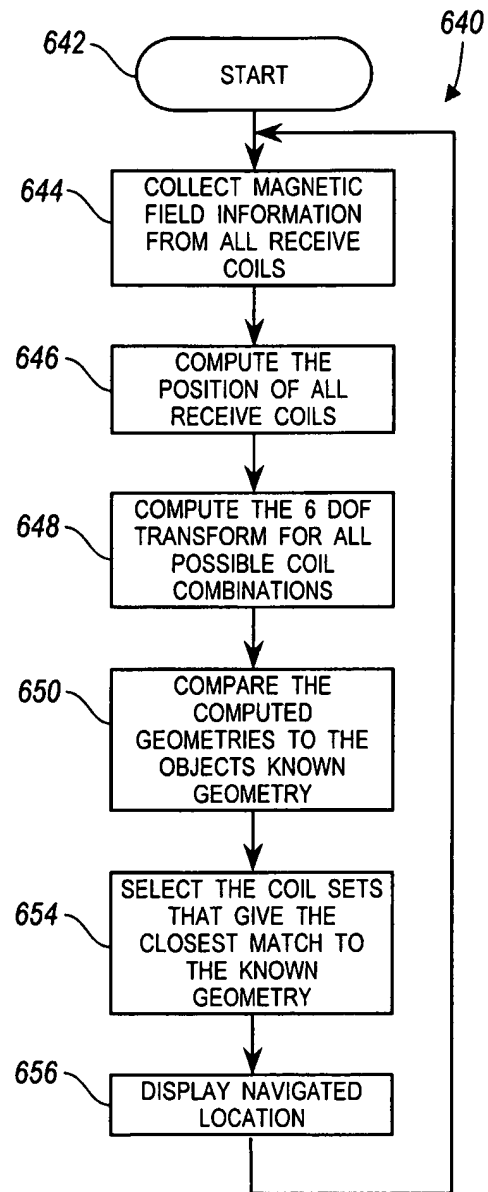 640
642
START
644
COLLECT MAGNETIC
FIELD INFORMATION
FROM ALL RECEIVE
COILS
646
COMPUTE THE
POSITION OF ALL
RECEIVE COILS
648
COMPUTE THE 6 DOF
TRANSFORM FOR ALL
POSSIBLE COIL
COMBINATIONS
650
COMPARE THE
COMPUTED
GEOMETRIES TO THE
OBJECTS KNOWN
GEOMETRY
654
SELECT THE COIL SETS
THAT GIVE THE
CLOSEST MATCH TO
THE KNOWN
GEOMETRY
656
DISPLAY NAVIGATED
LOCATION